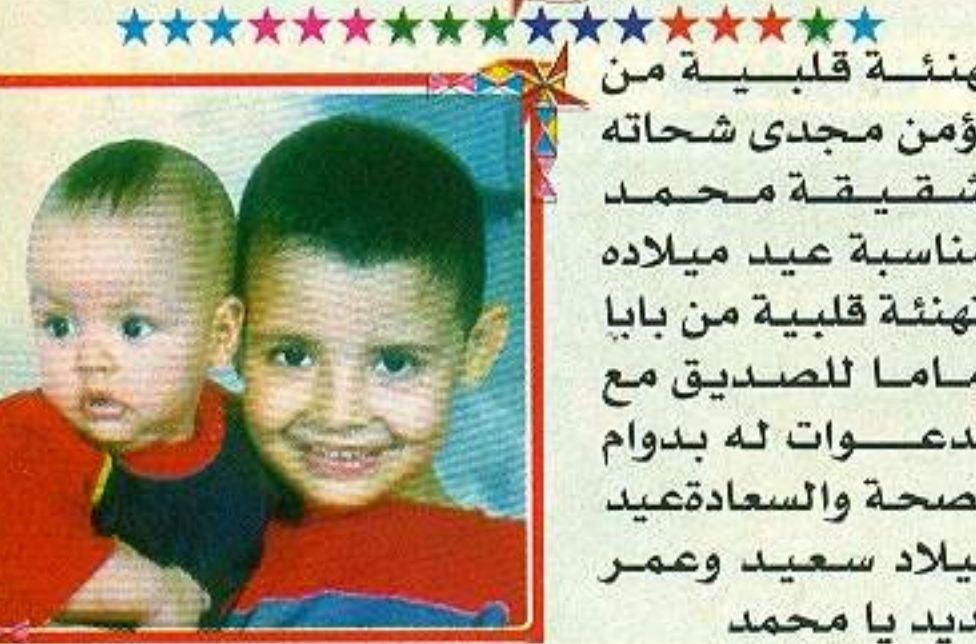 هنئة قلبية من
ؤمن مجدى شحاته
شقيقة محمد
مناسبة عيد ميلاده
تهنئة قلبية من بابا
ماما للصديق مع
دعوات له بدوام
صحة والسعادةعيد
يلاد سعيد وعمر
ديد يا محمد